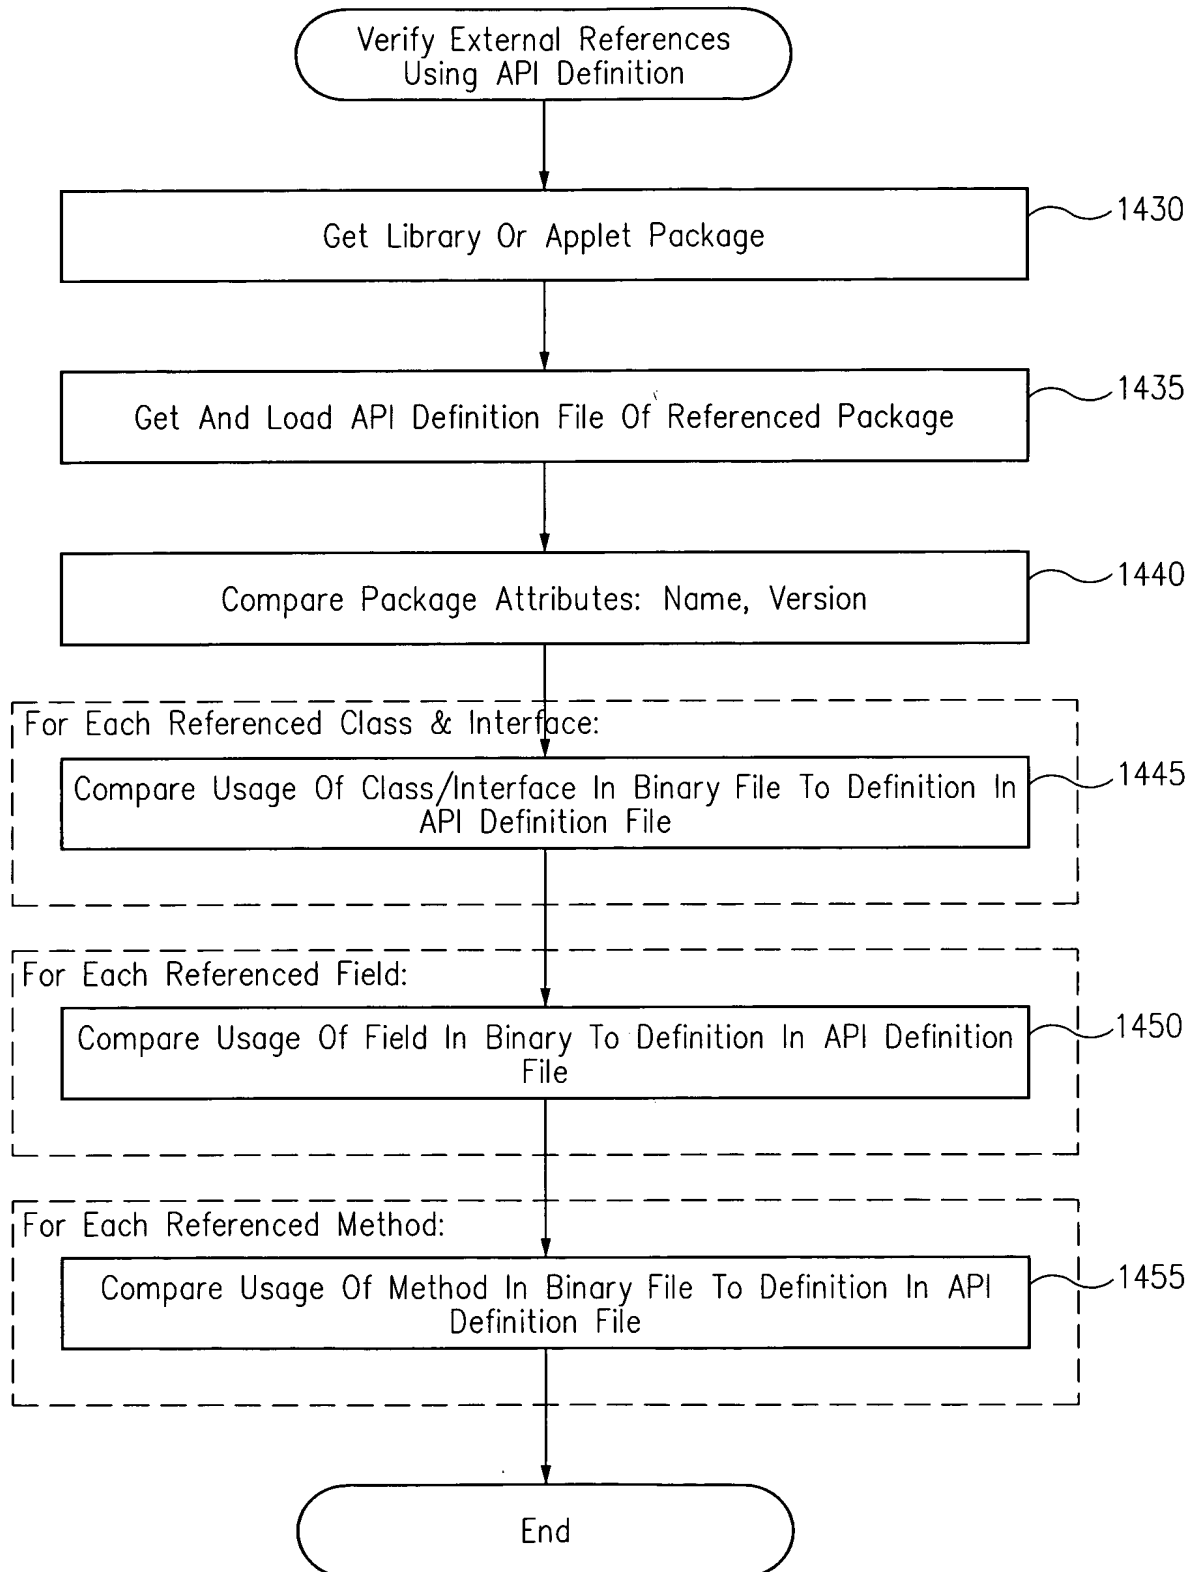 Verify External References
Using API Definition
Get Library Or Applet Package
1430
Get And Load API Definition File Of Referenced Package
1435
Compare Package Attributes: Name, Version
1440
For Each Referenced Class & Interface:
Compare Usage Of Class/Interface In Binary File To Definition In
API Definition File
1445
For Each Referenced Field:
Compare Usage Of Field In Binary To Definition In API Definition
File
1450
For Each Referenced Method:
Compare Usage Of Method In Binary File To Definition In API
Definition File
1455
End